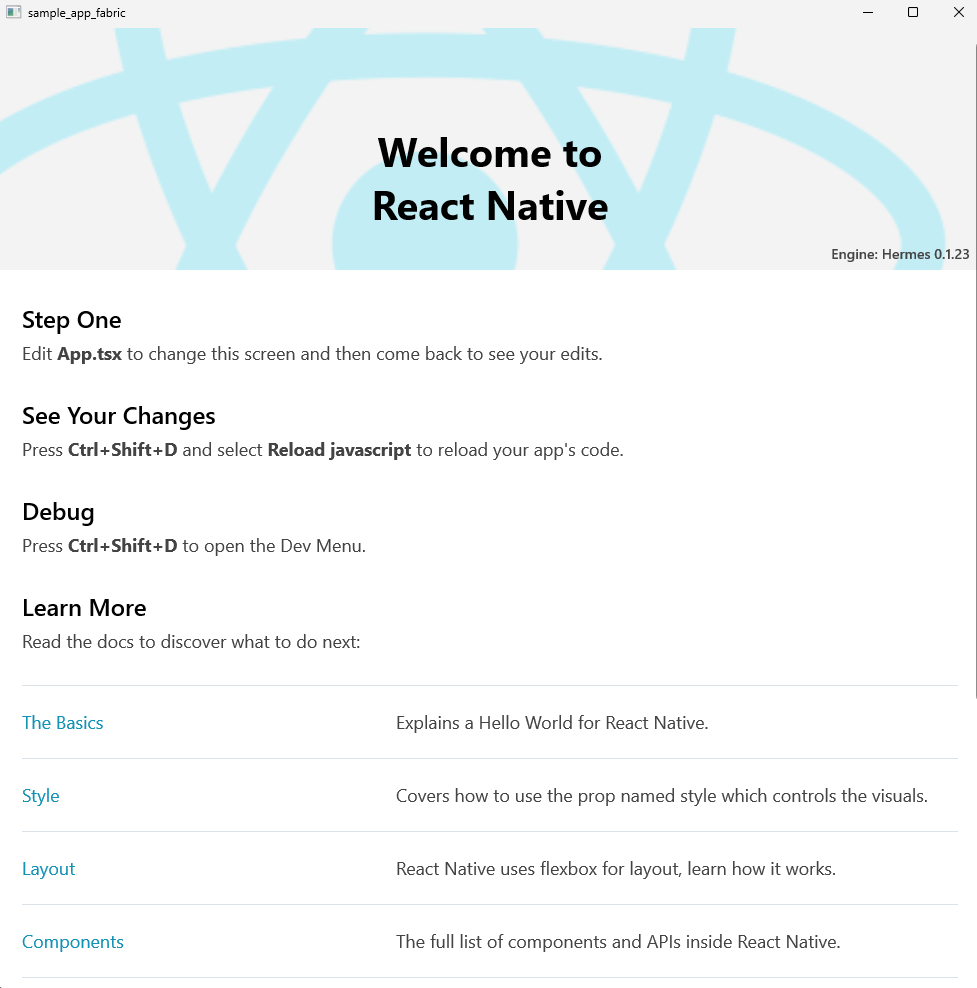 sample_app_fabric
Welcome to
React Native
Engine: Hermes 0.1.23
Step One
Edit App.tsx to change this screen and then come back to see your edits.
See Your Changes
Press Ctrl+Shift+D and select Reload javascript to reload your app's code.
Debug
Press Ctrl+Shift+D to open the Dev Menu.
Learn More
Read the docs to discover what to do next:
The Basics Explains a Hello World for React Native.
Style Covers how to use the prop named style which controls the visuals.
Layout React Native uses flexbox for layout, learn how it works.
Components The full list of components and APIs inside React Native.